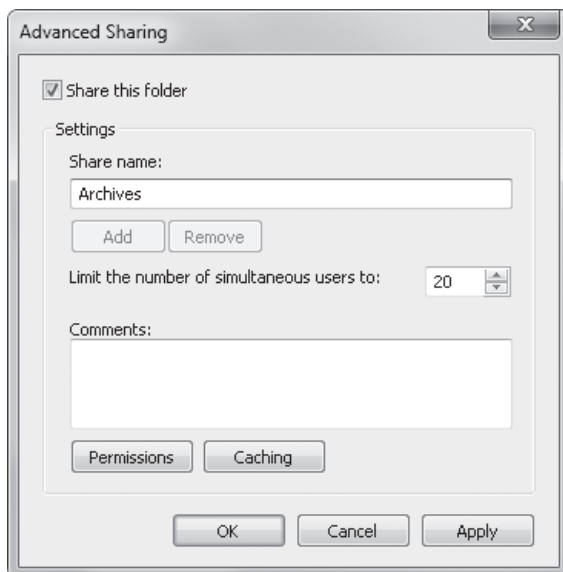 Advanced Sharing
Share this folder
Settings
Share name:
Archives
Add Remove
Limit the number of simultaneous users to: 20
Comments:
Permissions Caching
OK Cancel Apply